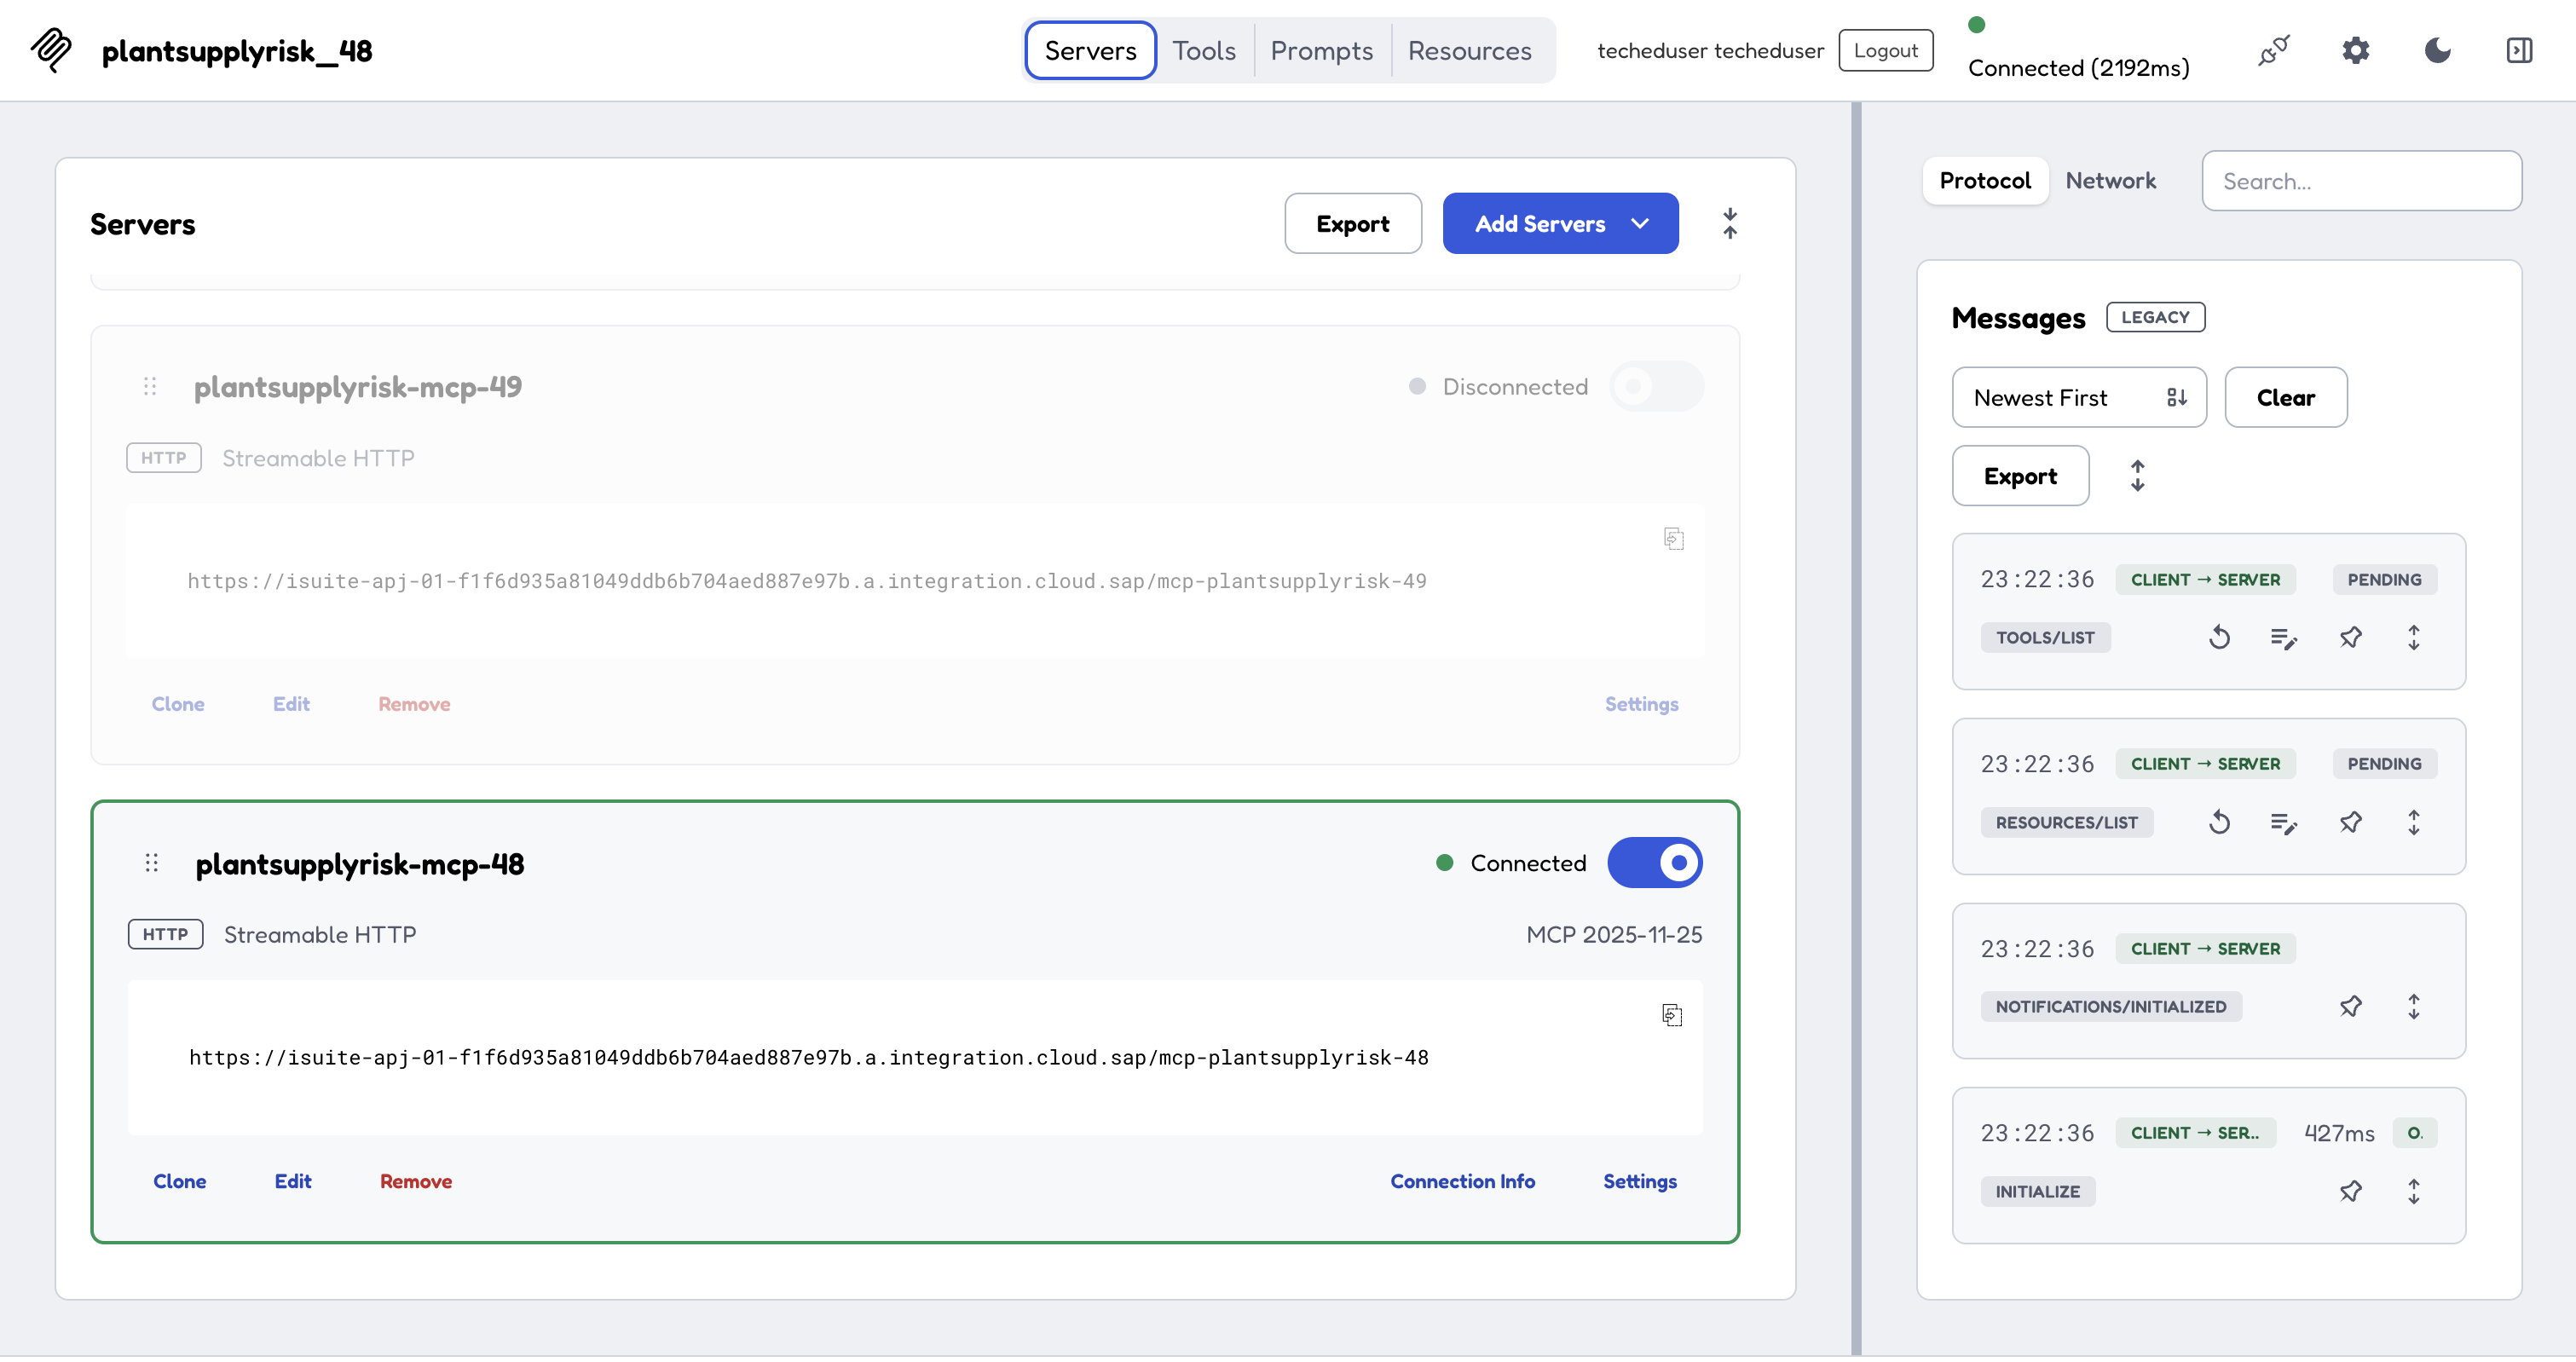 plantsupplyrisk__48
Servers
Tools
Prompts
Resources
techeduser techeduser
Logout
Connected (2192ms)
Servers
Export
Add Servers
plantsupplyrisk-mcp-49
Disconnected
HTTP
Streamable HTTP
https://isuite-apj-01-f1f6d935a81049ddb6b704aed887e97b.a.integration.cloud.sap/mcp-plantsupplyrisk-49
Clone
Edit
Remove
Settings
plantsupplyrisk-mcp-48
Connected
HTTP
Streamable HTTP
MCP 2025-11-25
https://isuite-apj-01-f1f6d935a81049ddb6b704aed887e97b.a.integration.cloud.sap/mcp-plantsupplyrisk-48
Clone
Edit
Remove
Connection Info
Settings
Protocol
Network
Search...
Messages
LEGACY
Newest First
Clear
Export
23:22:36
CLIENT → SERVER
PENDING
TOOLS/LIST
23:22:36
CLIENT → SERVER
PENDING
RESOURCES/LIST
23:22:36
CLIENT → SERVER
NOTIFICATIONS/INITIALIZED
23:22:36
CLIENT → SER..
427ms
O.
INITIALIZE